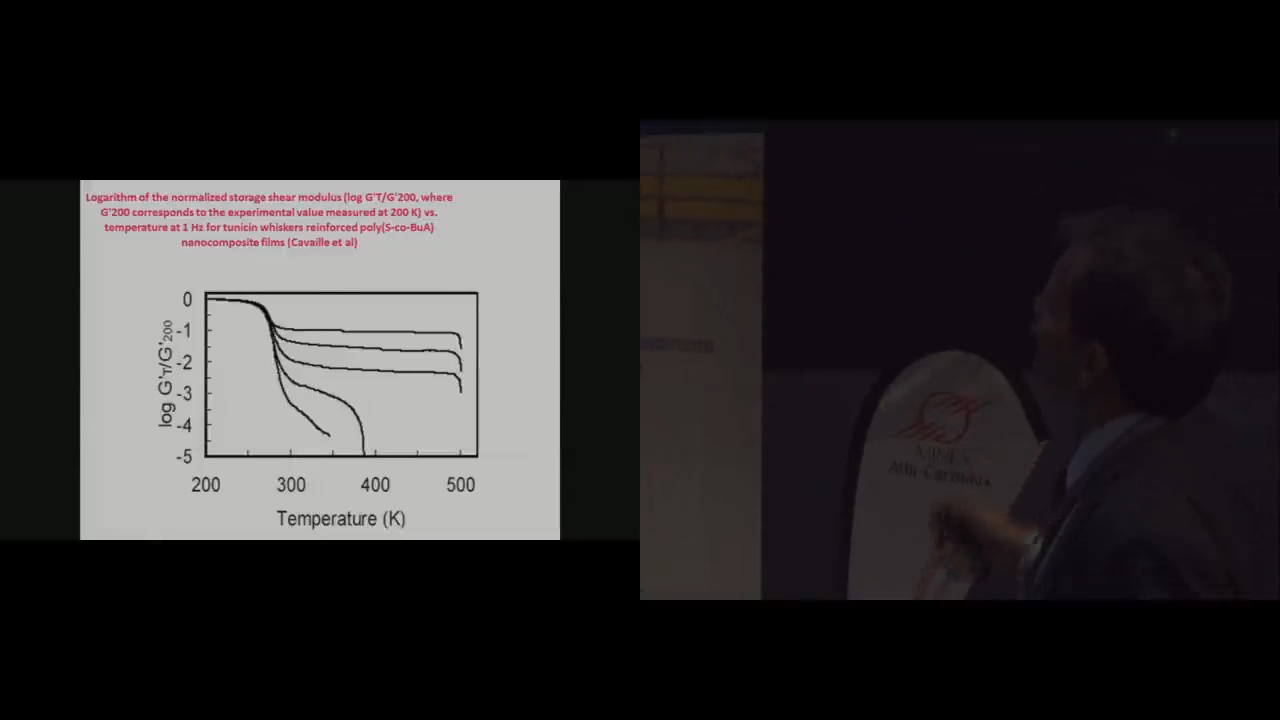 Logarithm of the normalized storage shear modulus (log G'T/G'200, where
G'200 corresponds to the experimental value measured at 200 K) vs.
temperature at 1 Hz for tunicin whiskers reinforced poly(S-co-BuA)
nanocomposite films (Cavaille et al)
log G'T/G'200
0
-1
-2
-3
-4
-5
200 300 400 500
Temperature (K)
MINES
Albi-Carmaux